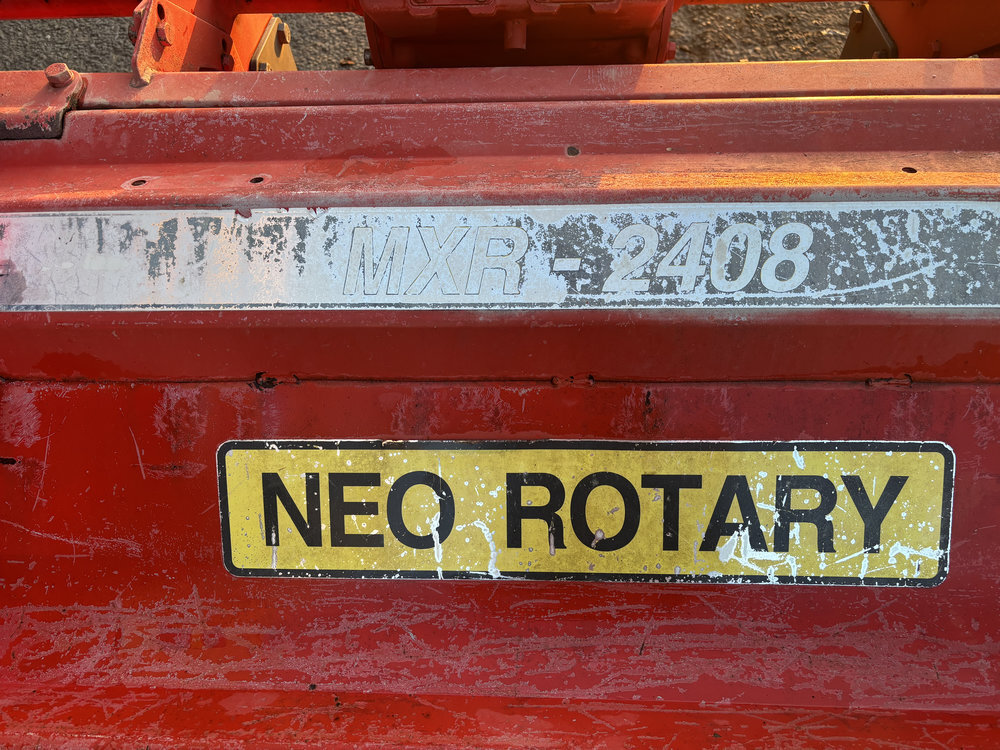 MXR - 2408
NEO ROTARY